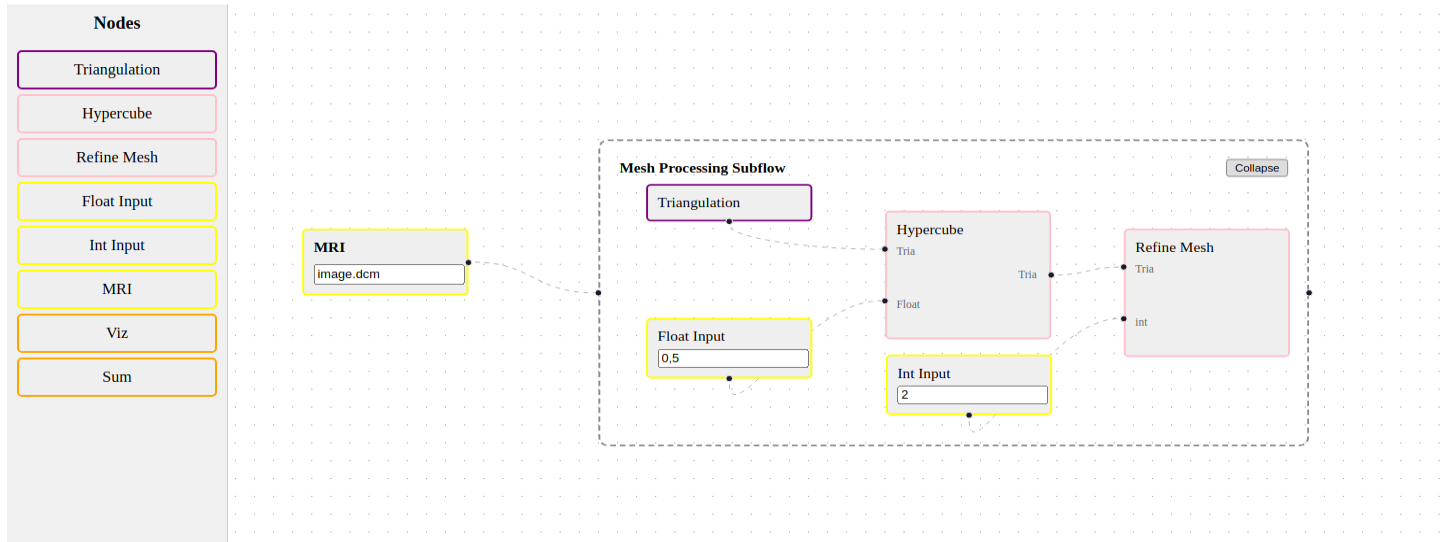 Nodes
Triangulation
Hypercube
Refine Mesh
Float Input
Int Input
MRI
Viz
Sum
MRI
image.dcm
Mesh Processing Subflow
Collapse
Triangulation
Hypercube
Tria
Tria
Float
Refine Mesh
Tria
int
Float Input
0,5
Int Input
2